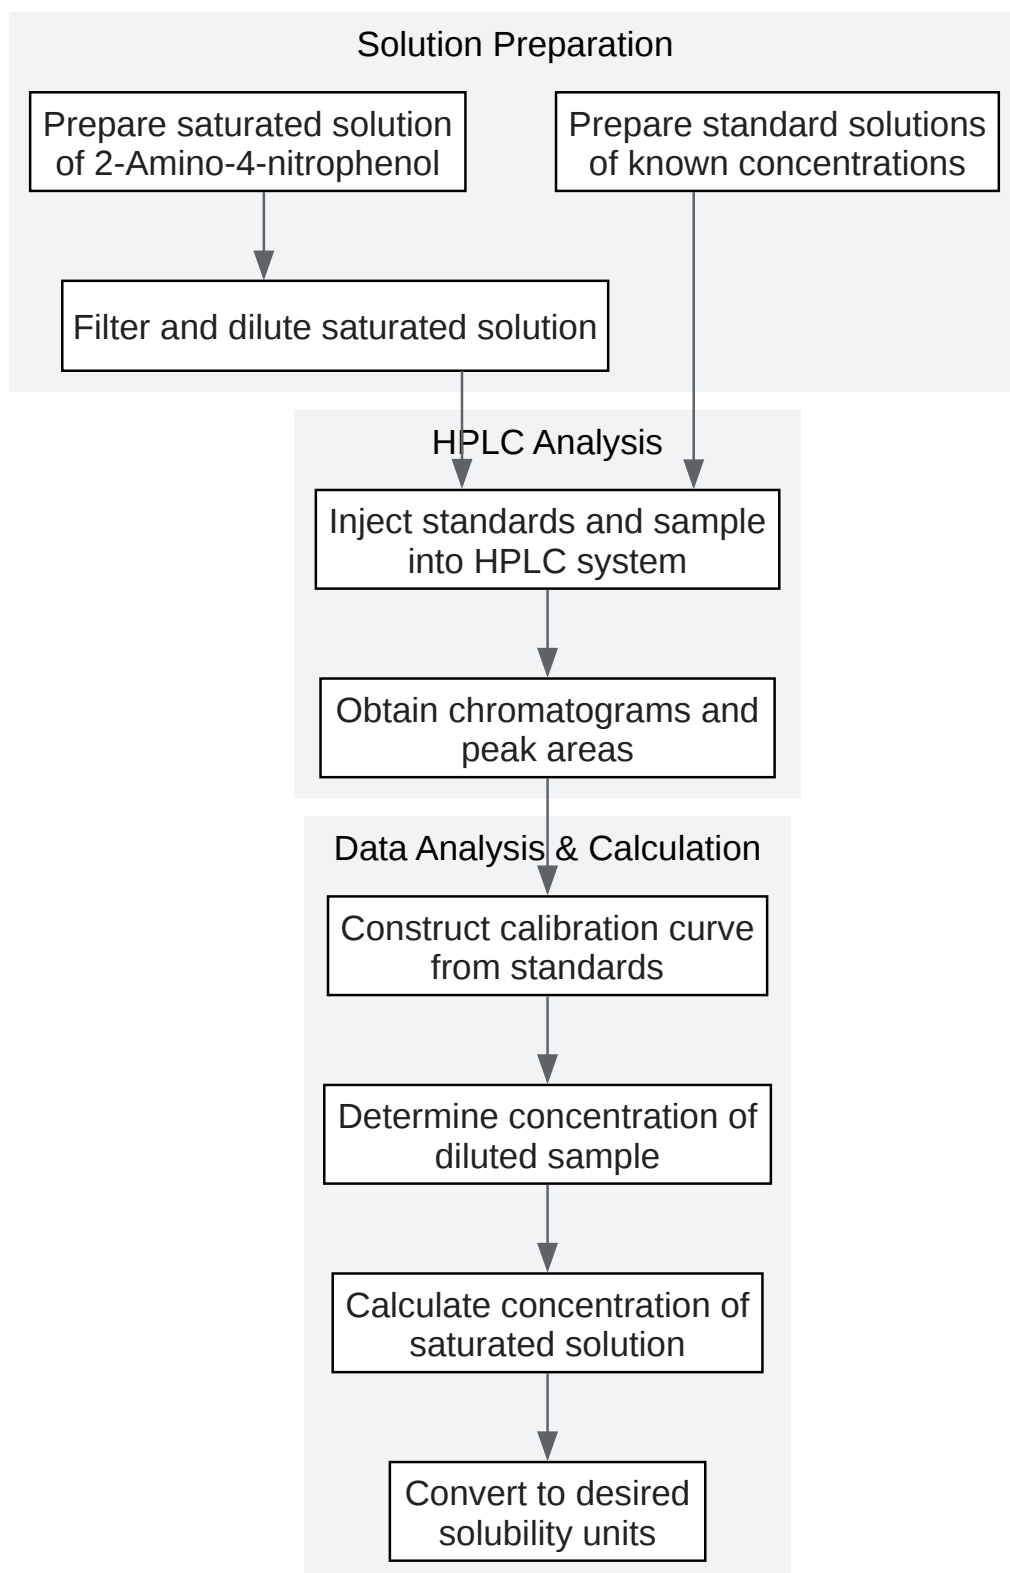 Solution Preparation
Prepare saturated solution
of 2-Amino-4-nitrophenol
Prepare standard solutions
of known concentrations
Filter and dilute saturated solution
HPLC Analysis
Inject standards and sample
into HPLC system
Obtain chromatograms and
peak areas
Data Analysis & Calculation
Construct calibration curve
from standards
Determine concentration of
diluted sample
Calculate concentration of
saturated solution
Convert to desired
solubility units